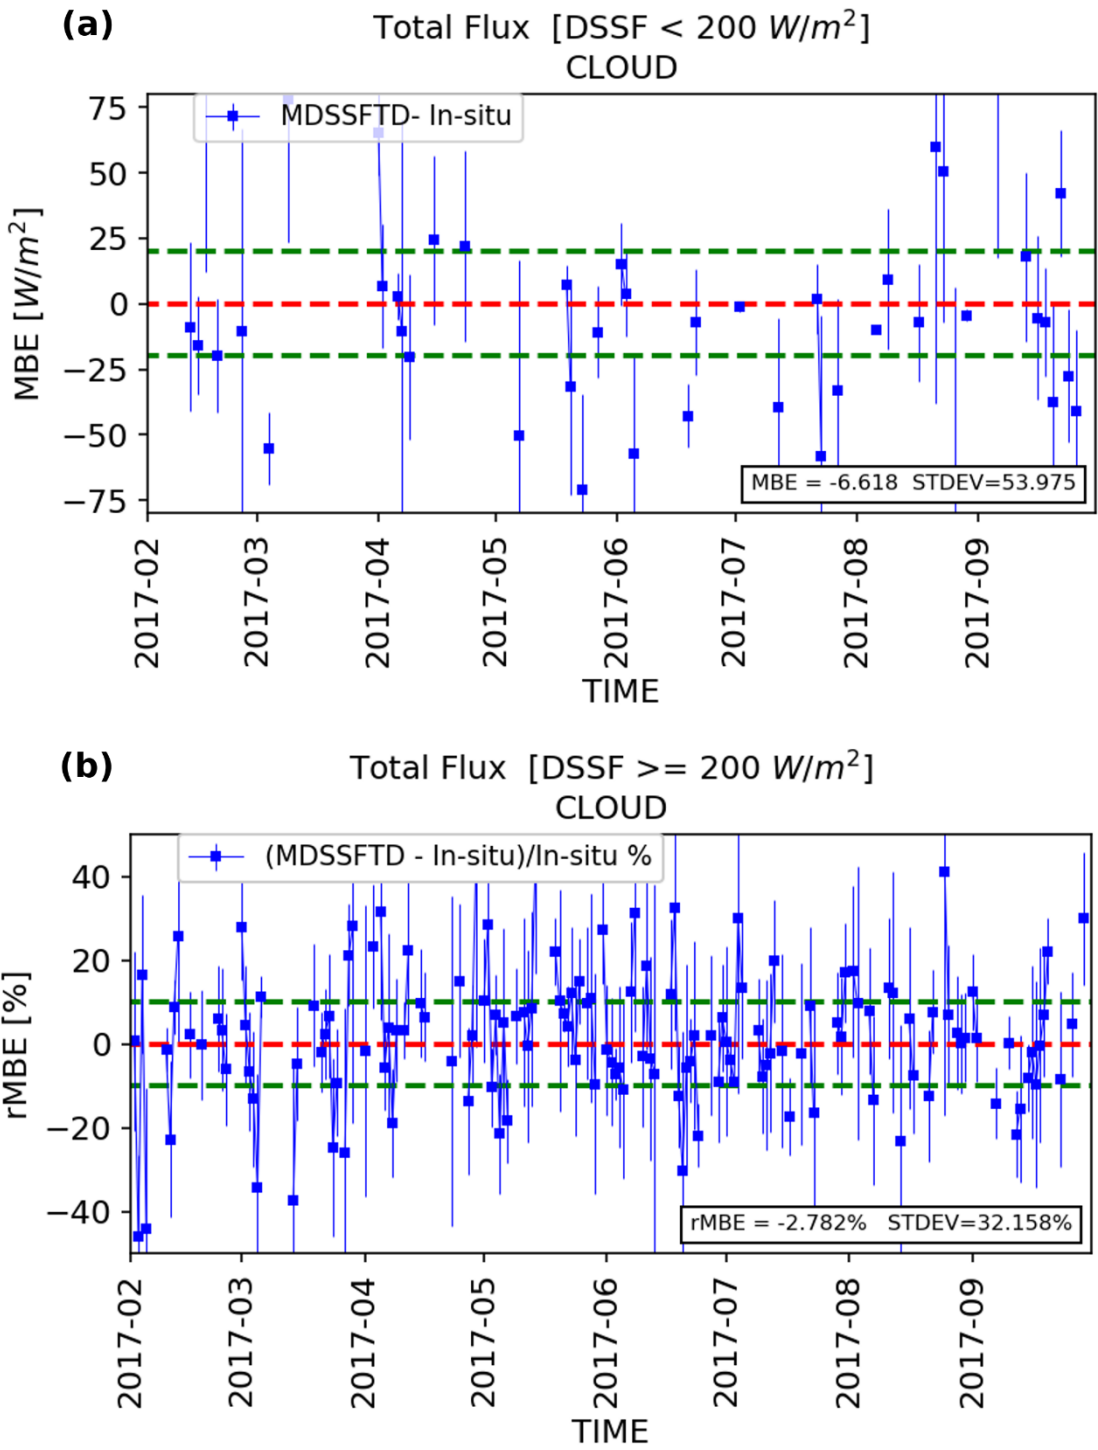 (a)
Total Flux [DSSF < 200 W/m²]
CLOUD
MDSSFTD- In-situ
MBE [W/m²]
75
50
25
0
−25
−50
−75
MBE = -6.618 STDEV=53.975
2017-02
2017-03
2017-04
2017-05
2017-06
2017-07
2017-08
2017-09
TIME
(b)
Total Flux [DSSF >= 200 W/m²]
CLOUD
(MDSSFTD - In-situ)/In-situ %
rMBE [%]
40
20
0
−20
−40
rMBE = -2.782% STDEV=32.158%
2017-02
2017-03
2017-04
2017-05
2017-06
2017-07
2017-08
2017-09
TIME